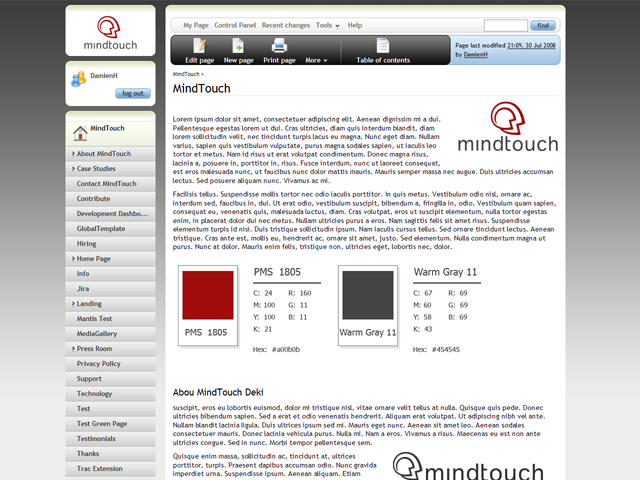 mindtouch
DamienH
log out
MindTouch
About MindTouch
Case Studies
Contact MindTouch
Contribute
Development Dashbo...
GlobalTemplate
Hiring
Home Page
Info
Jira
Landing
Mantis Test
MediaGallery
Press Room
Privacy Policy
Support
Technology
Test
Test Green Page
Testimonials
Thanks
Trac Extension
My Page Control Panel Recent changes Tools Help
find
Edit page New page Print page More Table of contents
Page last modified 21:09, 30 Jul 2008
by DamienH
MindTouch »
MindTouch
mindtouch
Lorem ipsum dolor sit amet, consectetuer adipiscing elit. Aenean dignissim mi a dui.
Pellentesque egestas lorem ut dui. Cras ultricies, diam quis interdum blandit, diam
lorem sollicitudin velit, nec tincidunt turpis lacus eu magna. Nunc eget diam. Nullam
varius, sapien quis vestibulum vulputate, purus magna sodales sapien, ut iaculis leo
tortor et metus. Nam id risus ut erat volutpat condimentum. Donec magna risus,
lacinia a, posuere in, porttitor in, risus. Fusce interdum, nunc ut laoreet consequat,
est eros malesuada nunc, ut faucibus nunc dolor mattis mauris. Mauris semper massa nec augue. Duis ultricies accumsan
lectus. Sed posuere aliquam nunc. Vivamus ac mi.
Facilisis tellus. Suspendisse mollis tortor nec odio iaculis porttitor. In quis metus. Vestibulum odio nisl, ornare ac,
interdum sed, faucibus in, dui. Ut erat odio, vestibulum suscipit, bibendum a, fringilla in, odio. Vestibulum quam sapien,
consequat eu, venenatis quis, malesuada luctus, diam. Cras volutpat, eros ut suscipit elementum, nulla tortor egestas
enim, in placerat dolor dui nec metus. Nullam ultricies purus a eros. Nam sagittis felis sit amet risus. Suspendisse
elementum turpis id nisi. Duis tristique sollicitudin ipsum. Nam iaculis cursus tellus. Sed ornare tincidunt lectus. Aenean
tristique. Cras ante est, mollis eu, hendrerit ac, ornare sit amet, justo. Sed elementum. Nulla condimentum magna ut
purus. Nunc at dolor. Mauris enim felis, tristique non, ultricies eget, lobortis nec, dolor.
PMS 1805
PMS 1805
C: 24 R: 160
M: 100 G: 11
Y: 100 B: 11
K: 21
Hex: #a00b0b
Warm Gray 11
Warm Gray 11
C: 67 R: 69
M: 60 G: 69
Y: 58 B: 69
K: 43
Hex: #454545
Abou MindTouch Deki
suscipit, eros eu lobortis euismod, dolor mi tristique nisl, vitae ornare velit tellus at nulla. Quisque quis pede. Donec
ultricies bibendum sapien. Sed a erat et odio venenatis hendrerit. Aliquam erat volutpat. Ut adipiscing nibh vel ante.
Nullam blandit lacinia ligula. Duis ultrices ipsum sed mi. Mauris eget nunc. Aenean sit amet leo. Aenean sodales
consectetuer mauris. Donec lacinia vehicula purus. Nulla mi. Nam a eros. Vivamus a risus. Maecenas eu est non ante
ultricies congue. Sed in nunc. Morbi tempor pellentesque sem.
Quisque enim massa, sollicitudin ac, tincidunt at, ultrices
porttitor, turpis. Praesent dapibus accumsan odio. Nunc gravida
imperdiet urna. Suspendisse ipsum. Aenean aliquam. Etiam
mindtouch